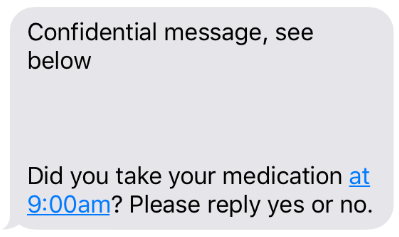 Confidential message, see
below
Did you take your medication at
9:00am? Please reply yes or no.